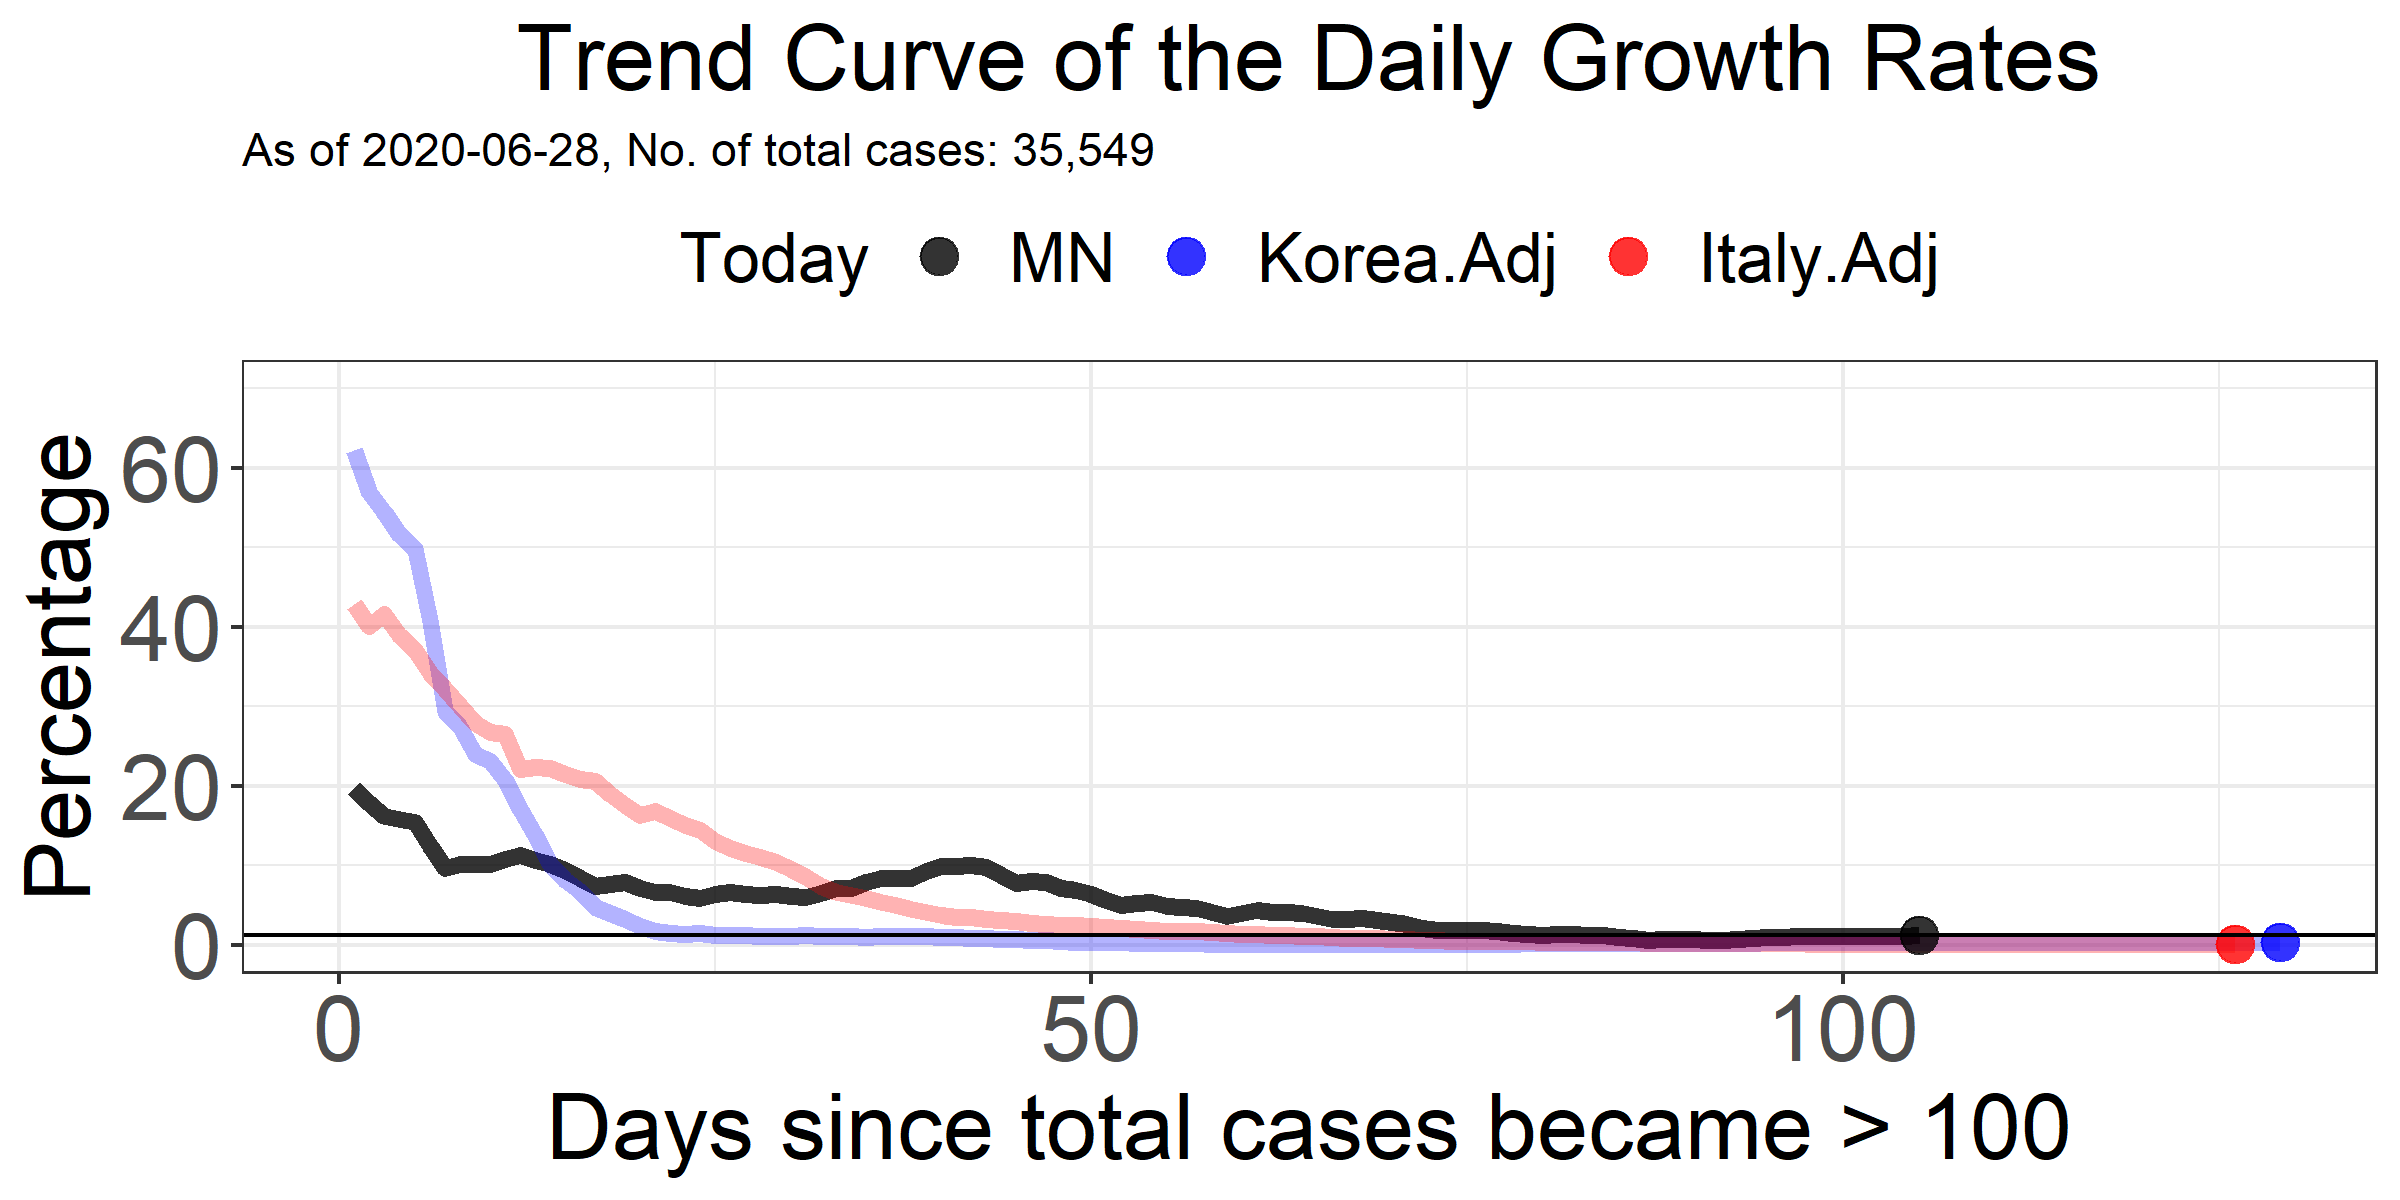 Trend Curve of the Daily Growth Rates
As of 2020-06-28, No. of total cases: 35,549
Today MN Korea.Adj Italy.Adj
Percentage
60
40
20
0
0 50 100
Days since total cases became > 100